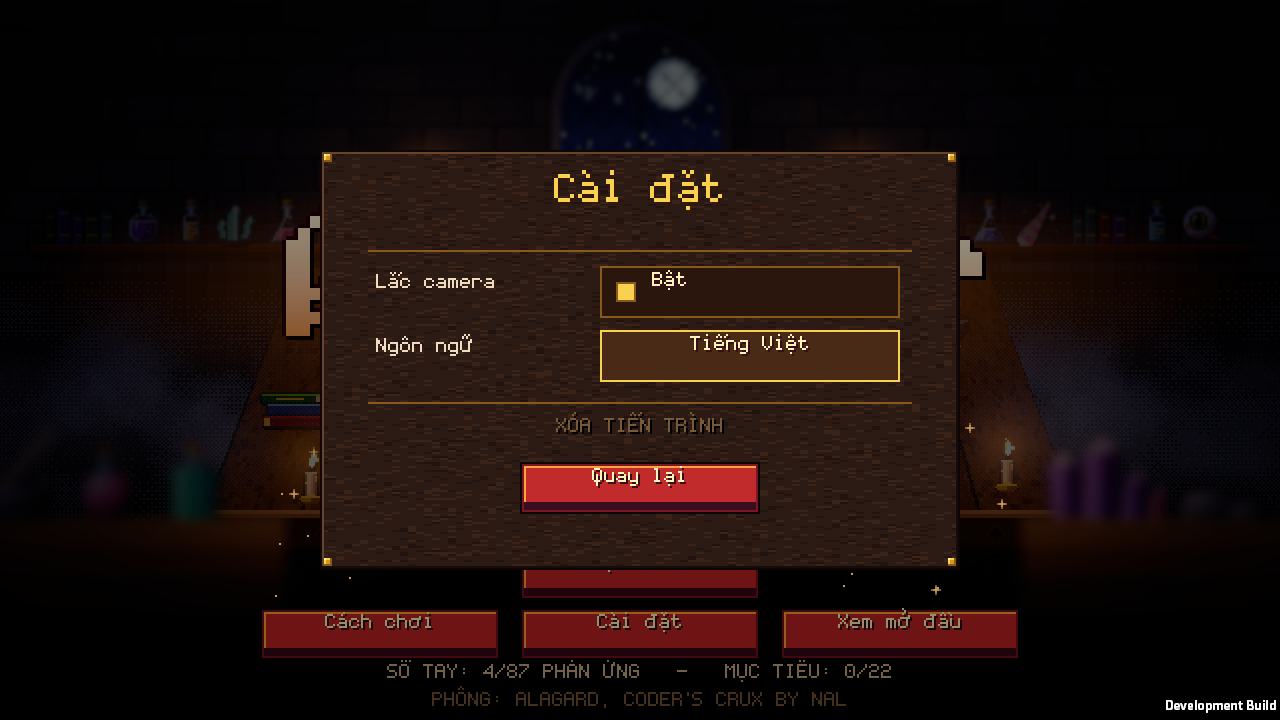 Cài đặt
Lắc camera
Bật
Ngôn ngữ
Tiếng Việt
XÓA TIẾN TRÌNH
Quay lại
Cách chơi
Cài đặt
Xem mở đầu
SỔ TAY: 4/87 PHẢN ỨNG — MỤC TIÊU: 0/22
PHÔNG: ALAGARD, CODER'S CRUX BY NAL
Development Build